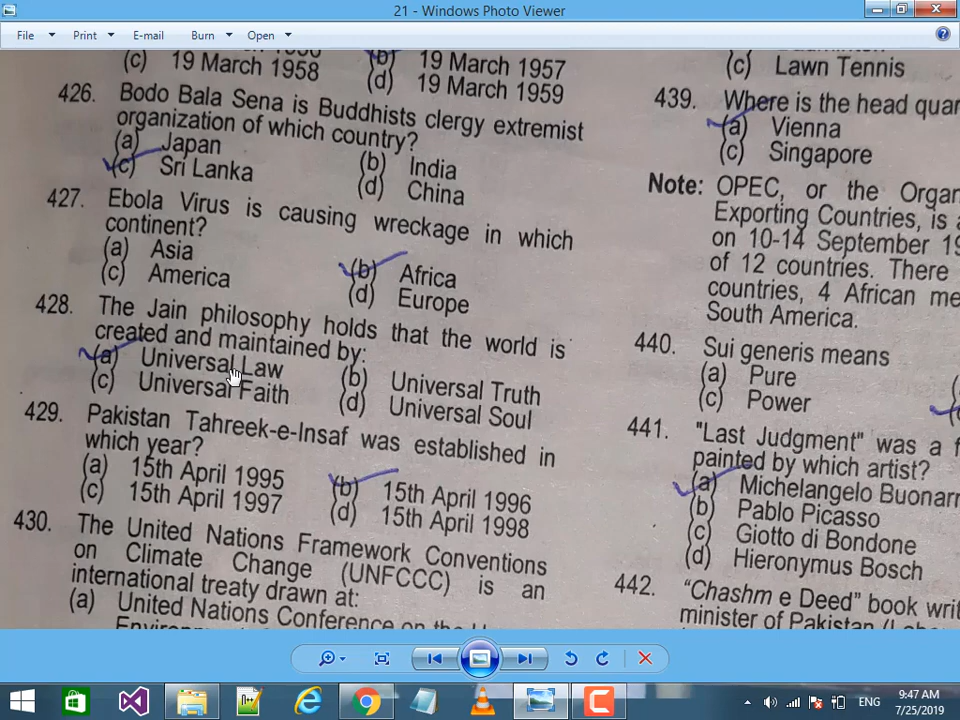 21 - Windows Photo Viewer
File Print E-mail Burn Open
(c) 19 March 1958
(b) 19 March 1957
(d) 19 March 1959
426. Bodo Bala Sena is Buddhists clergy extremist
organization of which country?
(a) Japan
(b) India
(c) Sri Lanka
(d) China
427. Ebola Virus is causing wreckage in which
continent?
(a) Asia
(b) Africa
(c) America
(d) Europe
428. The Jain philosophy holds that the world is
created and maintained by:
(a) Universal Law
(b) Universal Truth
(c) Universal Faith
(d) Universal Soul
429. Pakistan Tahreek-e-Insaf was established in
which year?
(a) 15th April 1995
(b) 15th April 1996
(c) 15th April 1997
(d) 15th April 1998
430. The United Nations Framework Conventions
on Climate Change (UNFCCC) is an
international treaty drawn at:
(a) United Nations Conference on the
(c) Lawn Tennis
439. Where is the head quar
(a) Vienna
(c) Singapore
Note: OPEC, or the Organ
Exporting Countries, is a
on 10-14 September 19
of 12 countries. There
countries, 4 African me
South America.
440. Sui generis means
(a) Pure
(c) Power
441. "Last Judgment" was a f
painted by which artist?
(a) Michelangelo Buonarr
(b) Pablo Picasso
(c) Giotto di Bondone
(d) Hieronymus Bosch
442. “Chashm e Deed” book writ
minister of Pakistan
ENG
9:47 AM
7/25/2019